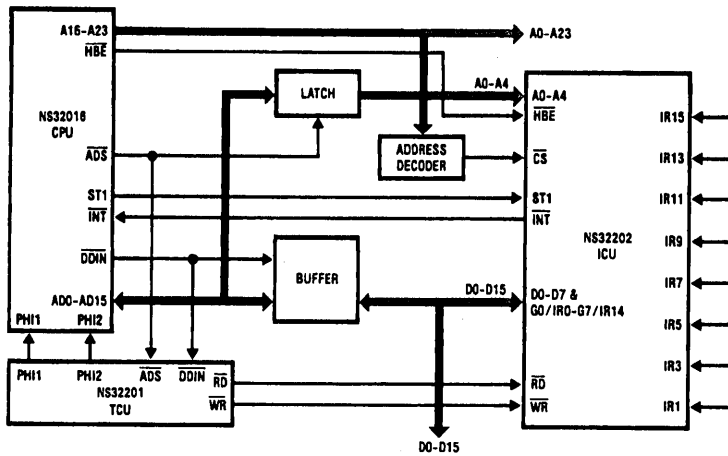 A16-A23
A0-A23
HBE
LATCH
A0-A4
A0-A4
NS32016
CPU
HBE
IR15
ADS
ADDRESS
DECODER
CS
IR13
ST1
ST1
IR11
INT
INT
NS32202
ICU
IR9
DDIN
BUFFER
IR7
AD0-AD15
D0-D15
D0-D7 &
G0/IR0-G7/IR14
PHI1
PHI2
IR5
PHI1
PHI2
ADS
DDIN
RD
NS32201
TCU
WR
RD
IR3
WR
IR1
D0-D15